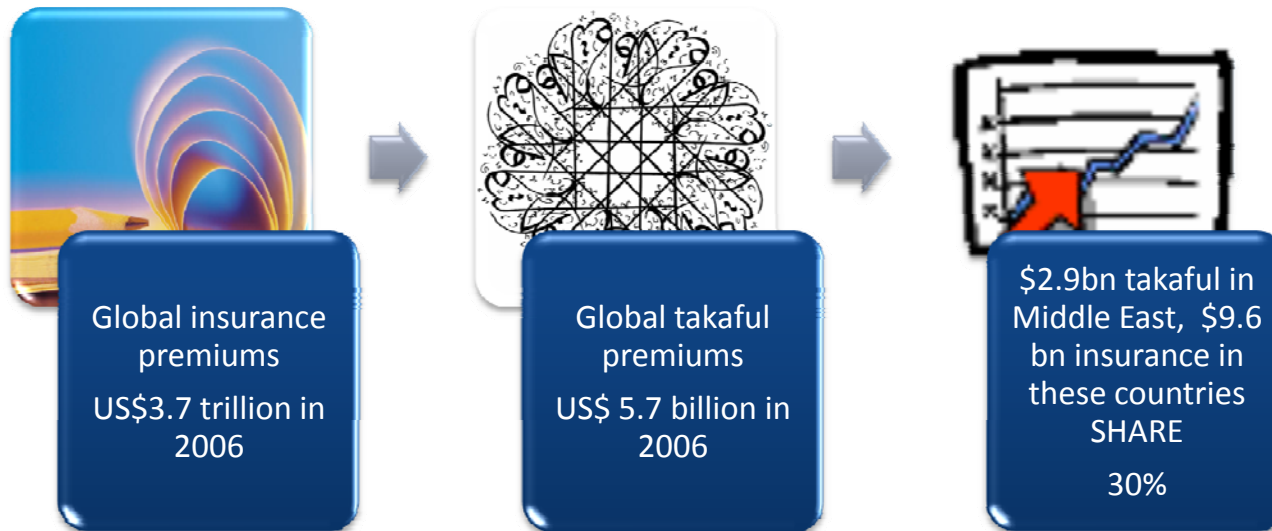 Global insurance
premiums
US$3.7 trillion in
2006
Global takaful
premiums
US$ 5.7 billion in
2006
$2.9bn takaful in
Middle East,  $9.6
bn insurance in
these countries
SHARE
30%